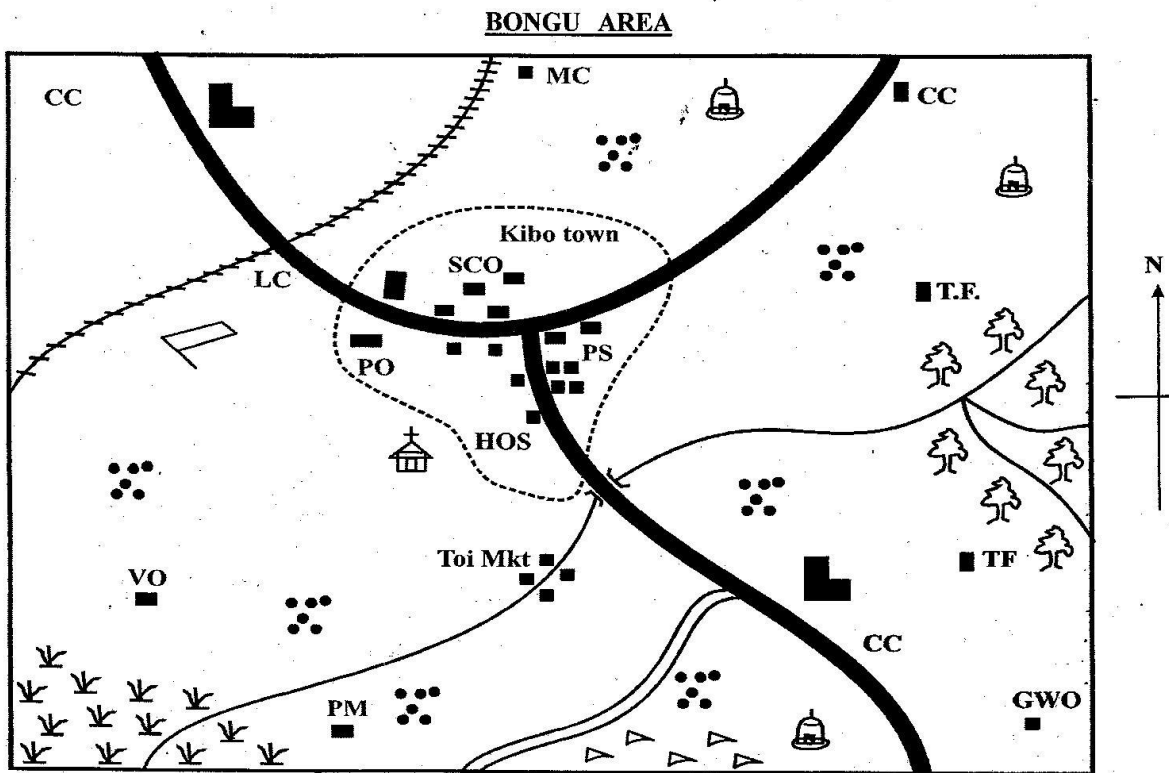 BONGU AREA
MC
CC
CC
Kibo town
N
SCO
LC
T.F.
PO
PS
HOS
Toi Mkt
TF
VO
CC
PM
GWO